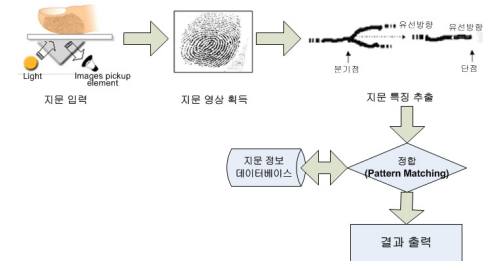 Light
Images pickup
element
지문 입력
지문 영상 획득
유선방향
유선방향
분기점
단점
지문 특징 추출
지문 정보
데이터베이스
정합
(Pattern Matching)
결과 출력